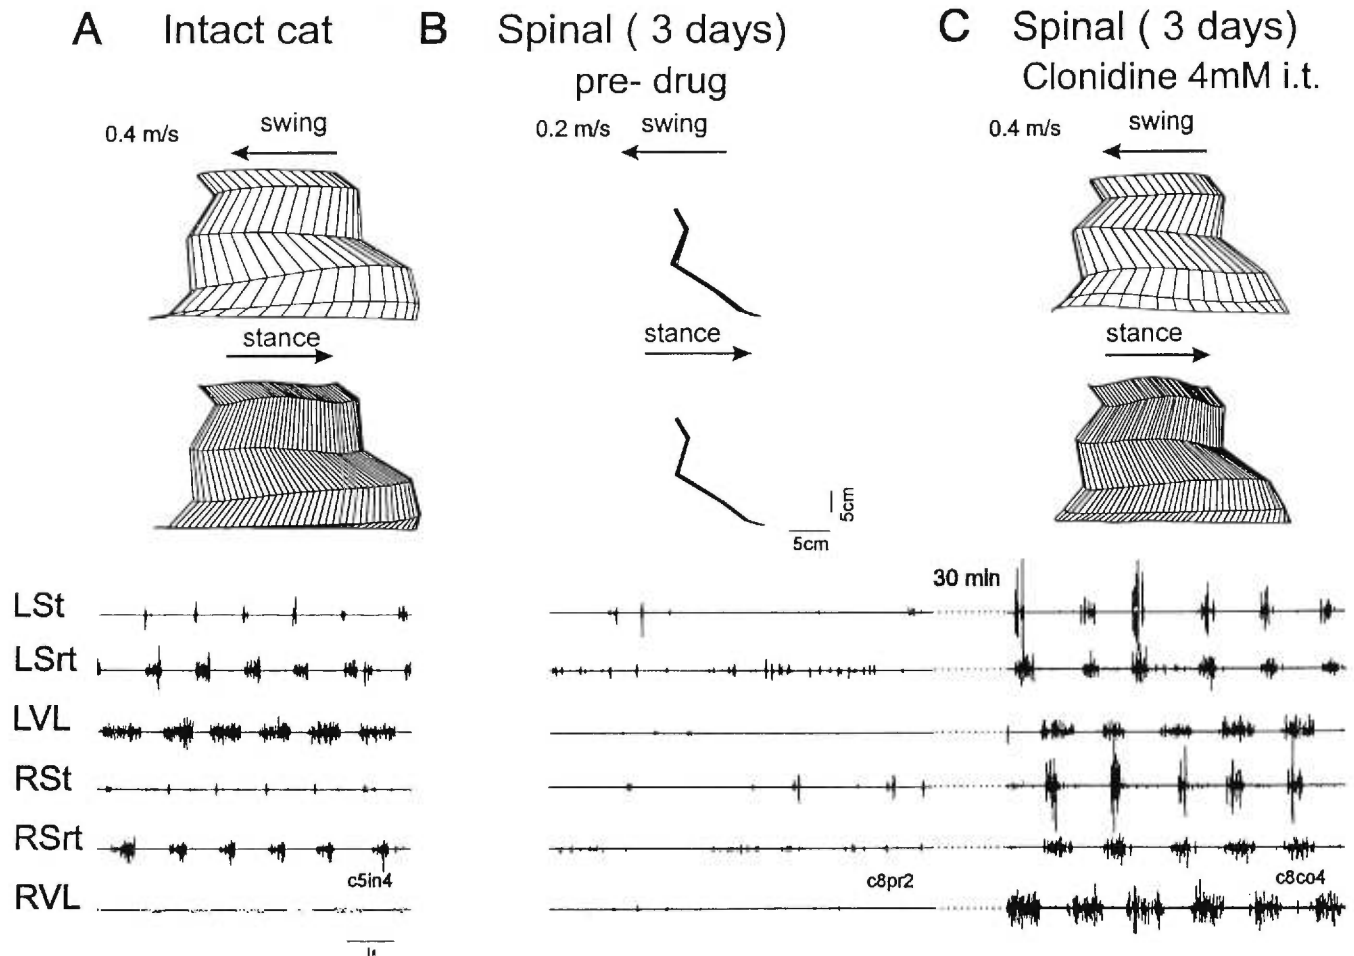 A Intact cat
B Spinal ( 3 days)
pre- drug
C Spinal ( 3 days)
Clonidine 4mM i.t.
0.4 m/s
swing
0.2 m/s
swing
0.4 m/s
swing
stance
stance
stance
5cm
5cm
30 min
LSt
LSrt
LVL
RSt
RSrt
RVL
c5in4
c8pr2
c8co4